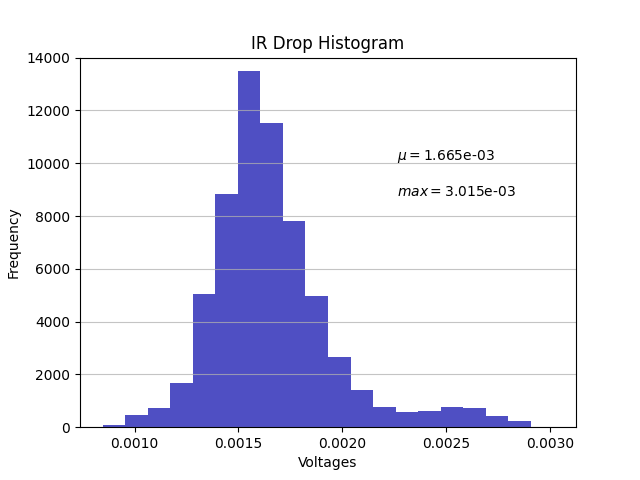 IR Drop Histogram
14000
12000
10000
8000
6000
4000
2000
0
Frequency
μ = 1.665e-03
max = 3.015e-03
0.0010 0.0015 0.0020 0.0025 0.0030
Voltages